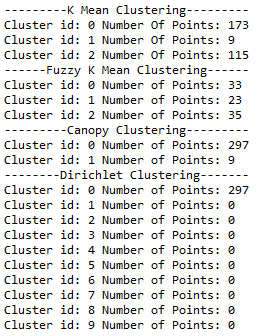 ---------K Mean Clustering---------
Cluster id: 0 Number Of Points: 173
Cluster id: 1 Number Of Points: 9
Cluster id: 2 Number Of Points: 115
------Fuzzy K Mean Clustering------
Cluster id: 0 Number of Points: 33
Cluster id: 1 Number of Points: 23
Cluster id: 2 Number of Points: 35
---------Canopy Clustering---------
Cluster id: 0 Number of Points: 297
Cluster id: 1 Number of Points: 9
--------Dirichlet Clustering-------
Cluster id: 0 Number of Points: 297
Cluster id: 1 Number of Points: 0
Cluster id: 2 Number of Points: 0
Cluster id: 3 Number of Points: 0
Cluster id: 4 Number of Points: 0
Cluster id: 5 Number of Points: 0
Cluster id: 6 Number of Points: 0
Cluster id: 7 Number of Points: 0
Cluster id: 8 Number of Points: 0
Cluster id: 9 Number of Points: 0